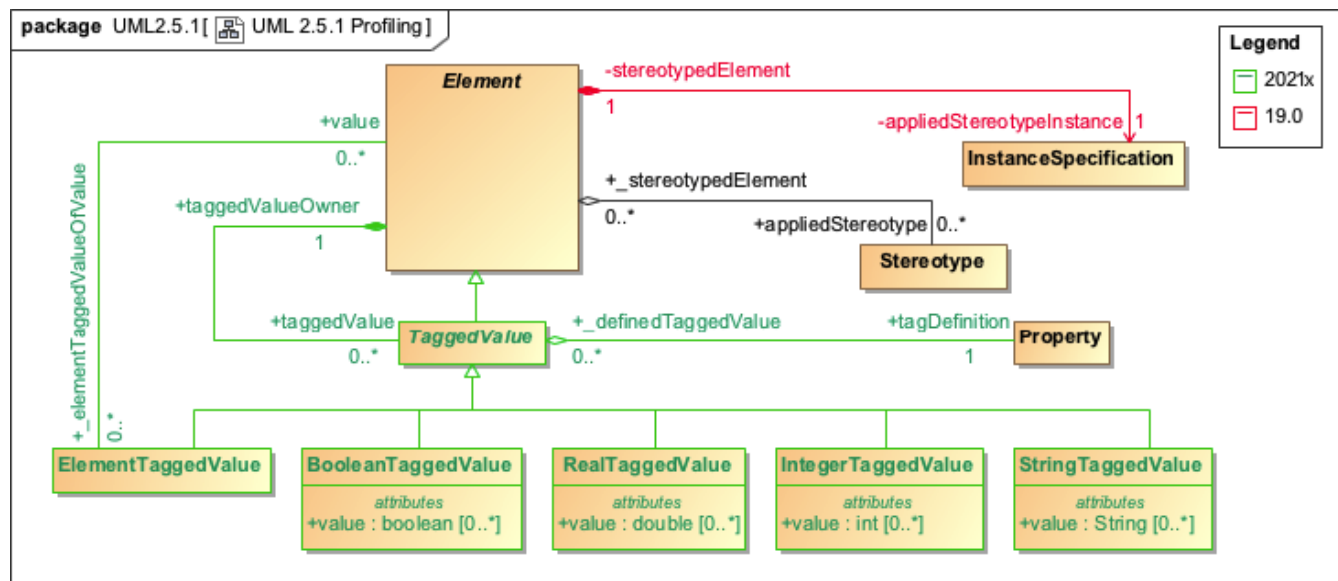 package UML2.5.1[ UML 2.5.1 Profiling ]
Legend
2021x
19.0
Element
-stereotypedElement
1
-appliedStereotypeInstance 1
InstanceSpecification
+value
0..*
+_stereotypedElement
0..*
+appliedStereotype 0..*
Stereotype
+taggedValueOwner
1
+_elementTaggedValueOfValue
0..*
+taggedValue
0..*
TaggedValue
+_definedTaggedValue
0..*
+tagDefinition
1
Property
ElementTaggedValue
BooleanTaggedValue
attributes
+value : boolean [0..*]
RealTaggedValue
attributes
+value : double [0..*]
IntegerTaggedValue
attributes
+value : int [0..*]
StringTaggedValue
attributes
+value : String [0..*]